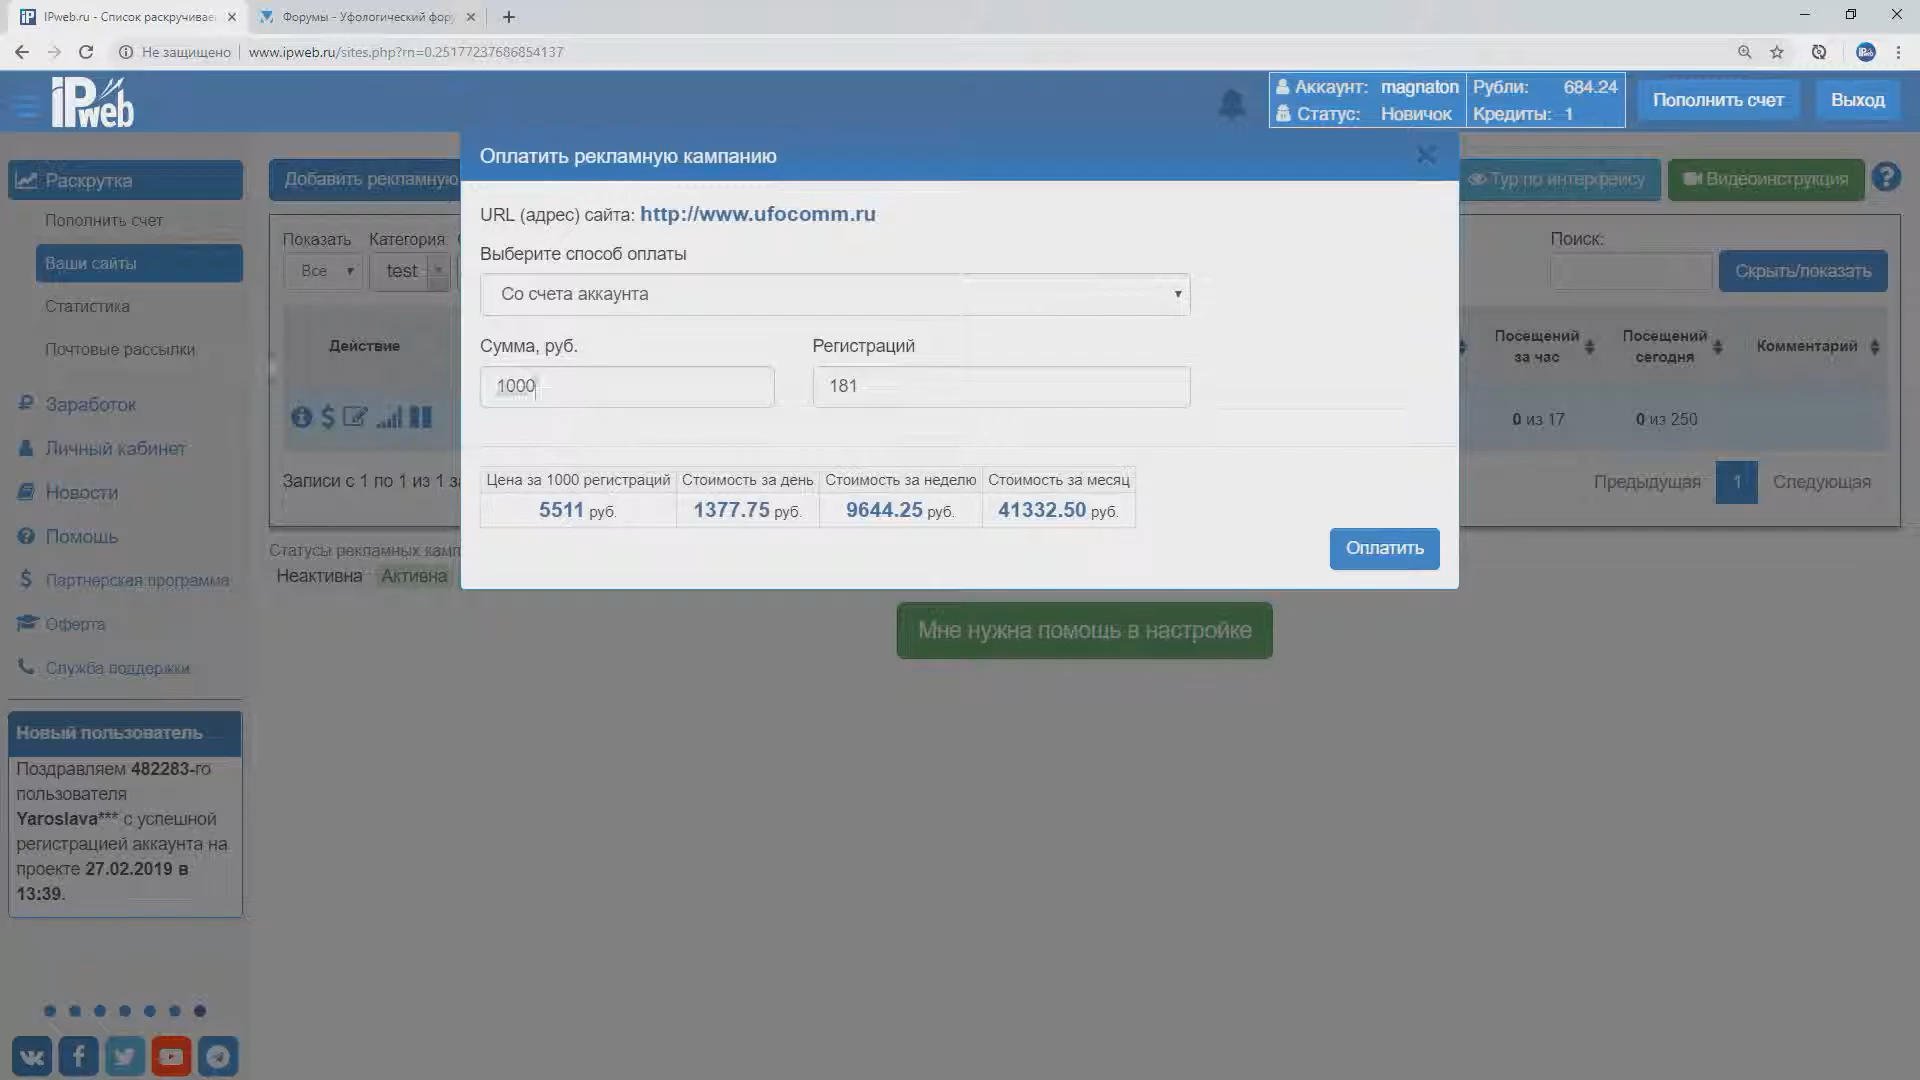 IPweb.ru - Список раскручивае
Форумы - Уфологический фору
Не защищено
www.ipweb.ru/sites.php?rn=0.25177237686854137
IPweb
Аккаунт: magnaton
Рубли: 684.24
Статус: Новичок
Кредиты: 1
Пополнить счет
Выход
Раскрутка
Пополнить счет
Ваши сайты
Статистика
Почтовые рассылки
Заработок
Личный кабинет
Новости
Помощь
Партнерская программа
Оферта
Служба поддержки
Новый пользователь
Поздравляем 482283-го
пользователя
Yaroslava*** с успешной
регистрацией аккаунта на
проекте 27.02.2019 в
13:39.
Добавить рекламную
Тур по интерфейсу
Видеоинструкция
Показать
Категория:
Все
test
Поиск:
Скрыть/показать
Действие
Посещений
за час
Посещений
сегодня
Комментарий
0 из 17
0 из 250
Записи с 1 по 1 из 1 за
Предыдущая
1
Следующая
Статусы рекламных камп
Неактивна
Активна
Оплатить рекламную кампанию
URL (адрес) сайта: http://www.ufocomm.ru
Выберите способ оплаты
Со счета аккаунта
Сумма, руб.
Регистраций
1000
181
Цена за 1000 регистраций
Стоимость за день
Стоимость за неделю
Стоимость за месяц
5511 руб.
1377.75 руб.
9644.25 руб.
41332.50 руб.
Оплатить
Мне нужна помощь в настройке